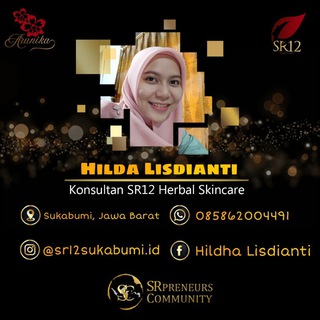 Arunika
SR12
HILDA LISDIANTI
Konsultan SR12 Herbal Skincare
Sukabumi, Jawa Barat
085862004491
@sr12sukabumi.id
Hildha Lisdianti
SRPRENEURS
COMMUNITY